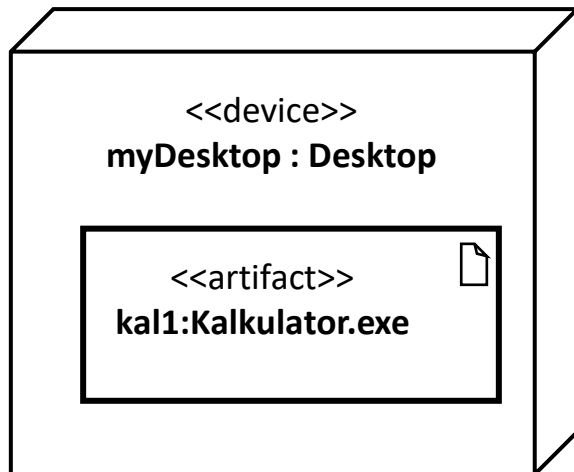 <<device>>
myDesktop : Desktop
<<artifact>>
kal1:Kalkulator.exe